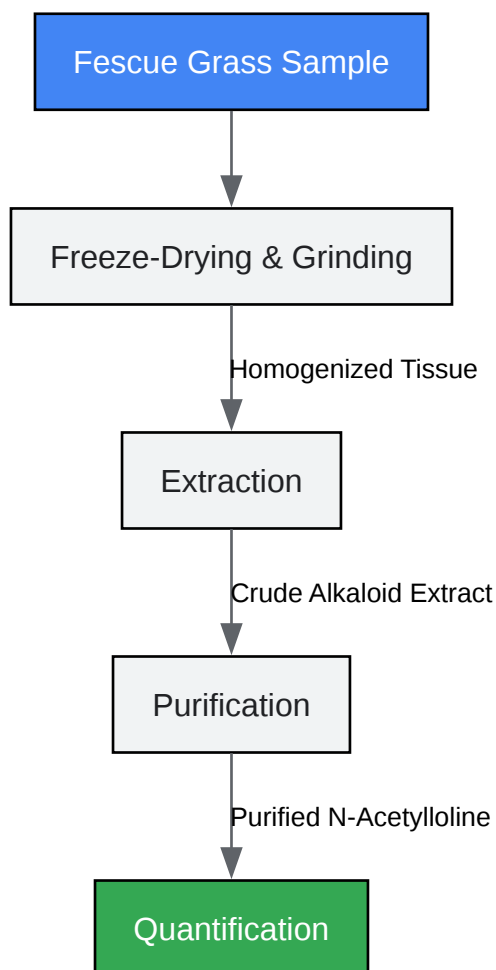 Fescue Grass Sample
Freeze-Drying & Grinding
Homogenized Tissue
Extraction
Crude Alkaloid Extract
Purification
Purified N-Acetylloline
Quantification